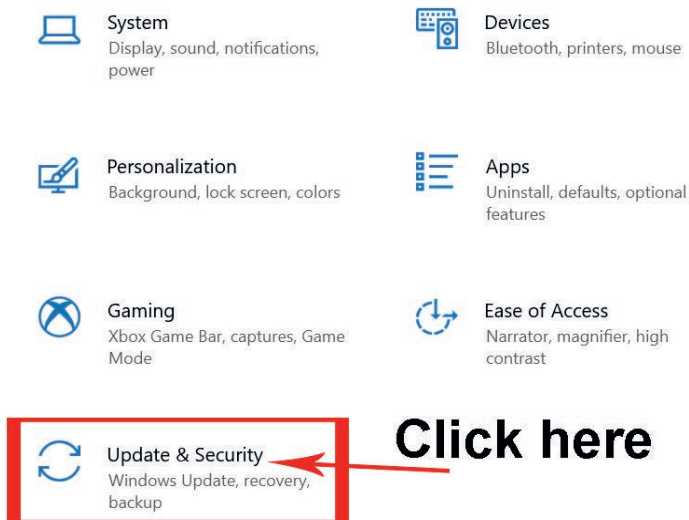 System
Display, sound, notifications,
power
Devices
Bluetooth, printers, mouse
Personalization
Background, lock screen, colors
Apps
Uninstall, defaults, optional
features
Gaming
Xbox Game Bar, captures, Game
Mode
Ease of Access
Narrator, magnifier, high
contrast
Update & Security
Windows Update, recovery,
backup
Click here